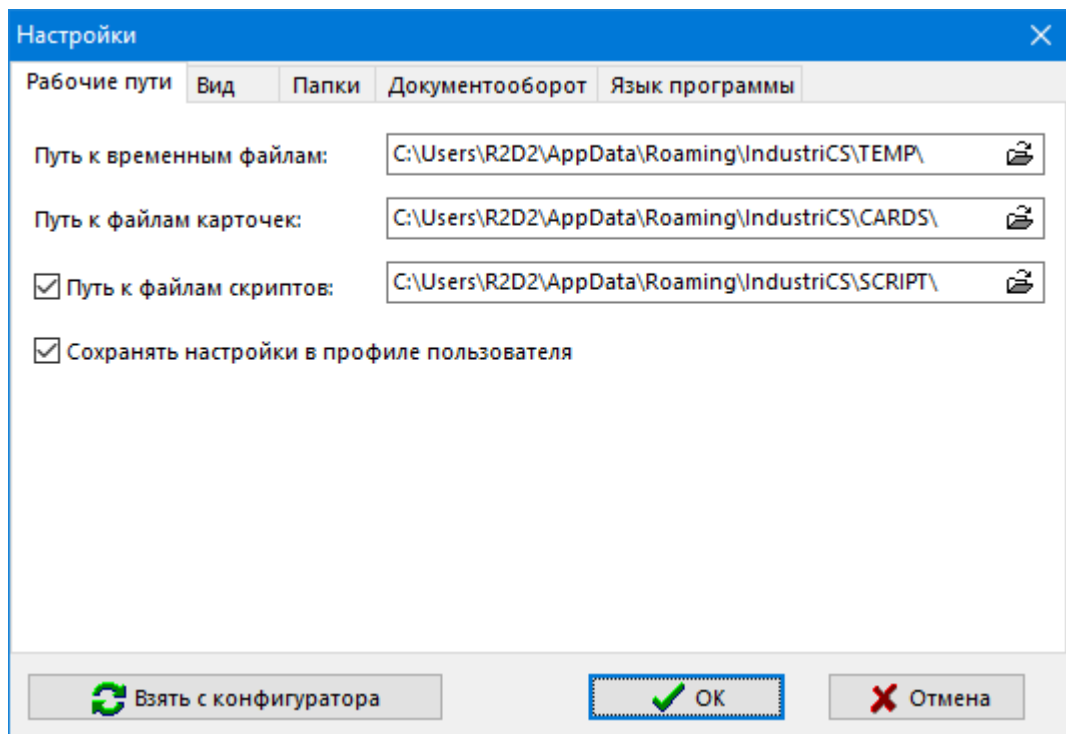 Настройки
Рабочие пути Вид Папки Документооборот Язык программы
Путь к временным файлам: C:\Users\R2D2\AppData\Roaming\IndustriCS\TEMP\
Путь к файлам карточек: C:\Users\R2D2\AppData\Roaming\IndustriCS\CARDS\
Путь к файлам скриптов: C:\Users\R2D2\AppData\Roaming\IndustriCS\SCRIPT\
Сохранять настройки в профиле пользователя
Взять с конфигуратора ОК Отмена